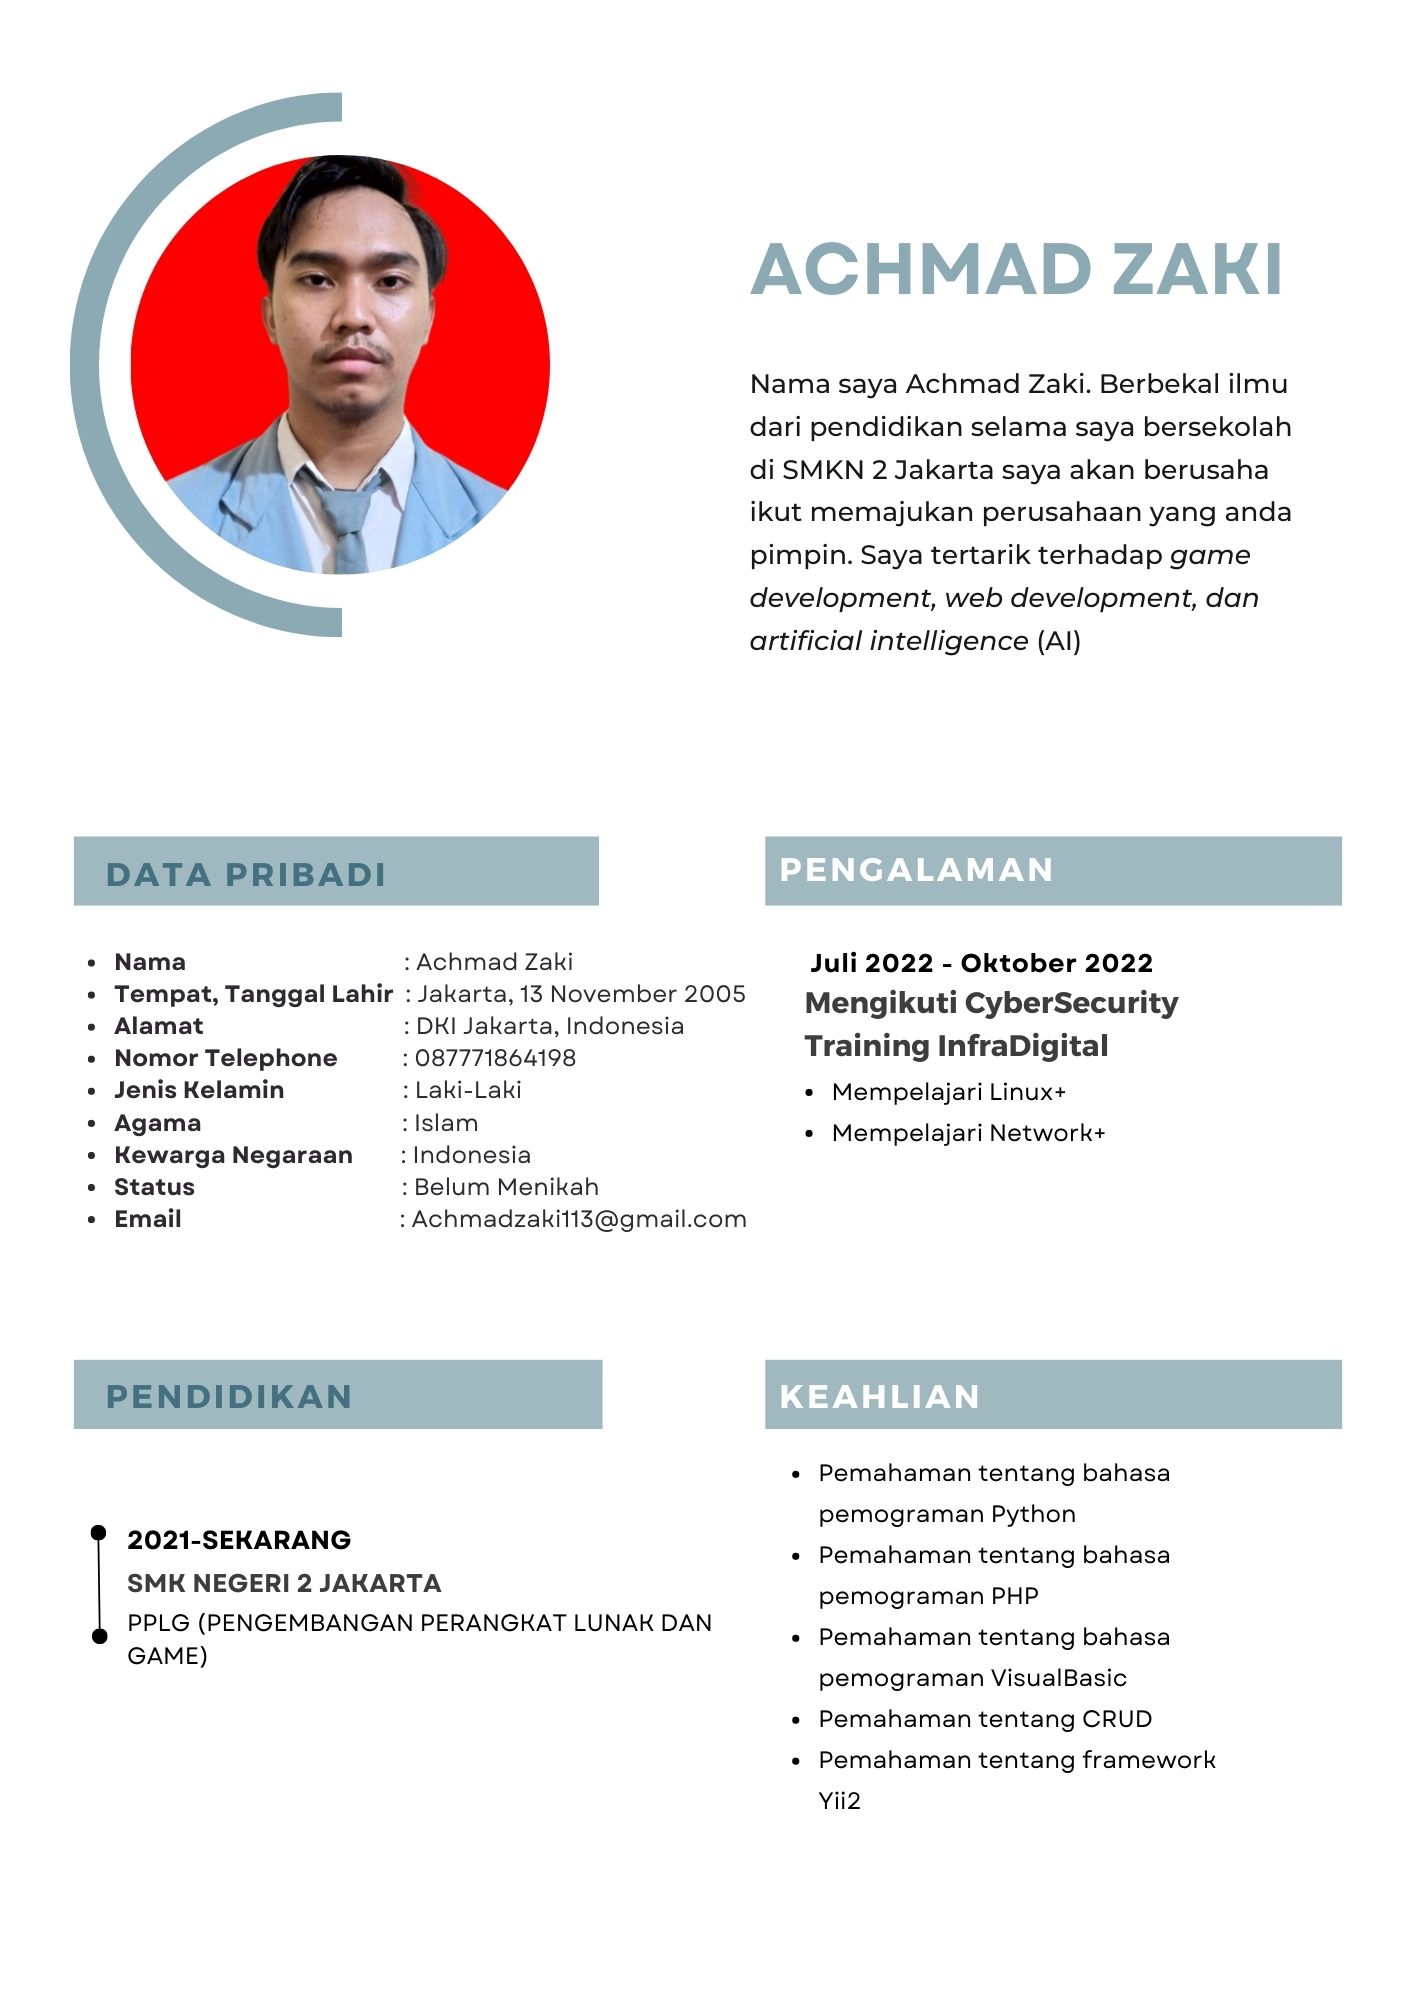 ACHMAD ZAKI
Nama saya Achmad Zaki. Berbekal ilmu
dari pendidikan selama saya bersekolah
di SMKN 2 Jakarta saya akan berusaha
ikut memajukan perusahaan yang anda
pimpin. Saya tertarik terhadap game
development, web development, dan
artificial intelligence (AI)
DATA PRIBADI
• Nama : Achmad Zaki
• Tempat, Tanggal Lahir : Jakarta, 13 November 2005
• Alamat : DKI Jakarta, Indonesia
• Nomor Telephone : 087771864198
• Jenis Kelamin : Laki-Laki
• Agama : Islam
• Kewarga Negaraan : Indonesia
• Status : Belum Menikah
• Email : Achmadzaki113@gmail.com
PENGALAMAN
Juli 2022 - Oktober 2022
Mengikuti CyberSecurity
Training InfraDigital
• Mempelajari Linux+
• Mempelajari Network+
PENDIDIKAN
2021-SEKARANG
SMK NEGERI 2 JAKARTA
PPLG (PENGEMBANGAN PERANGKAT LUNAK DAN
GAME)
KEAHLIAN
• Pemahaman tentang bahasa
pemograman Python
• Pemahaman tentang bahasa
pemograman PHP
• Pemahaman tentang bahasa
pemograman VisualBasic
• Pemahaman tentang CRUD
• Pemahaman tentang framework
Yii2